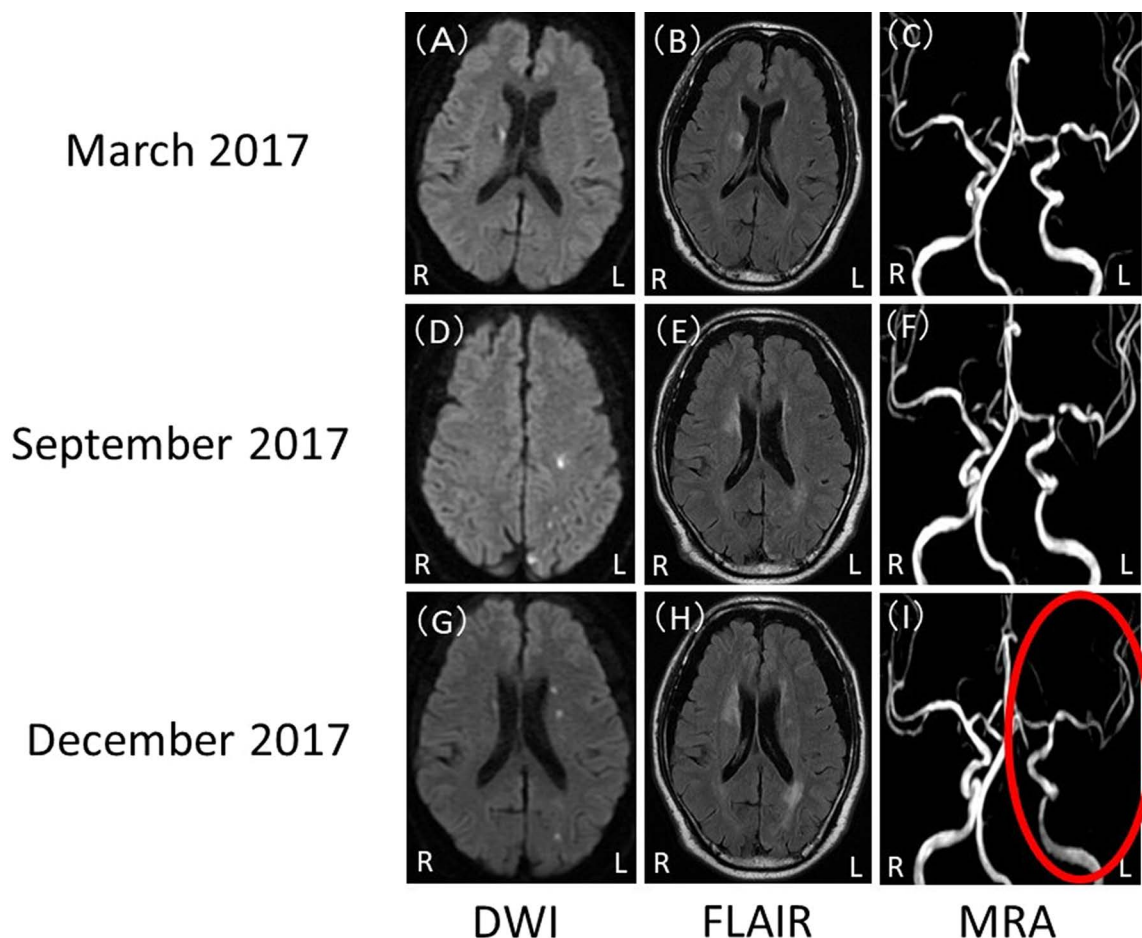 (A)
(B)
(C)
March 2017
R L
R L
R L
(D)
(E)
(F)
September 2017
R L
R L
R L
(G)
(H)
(I)
December 2017
R L
R L
R L
DWI
FLAIR
MRA